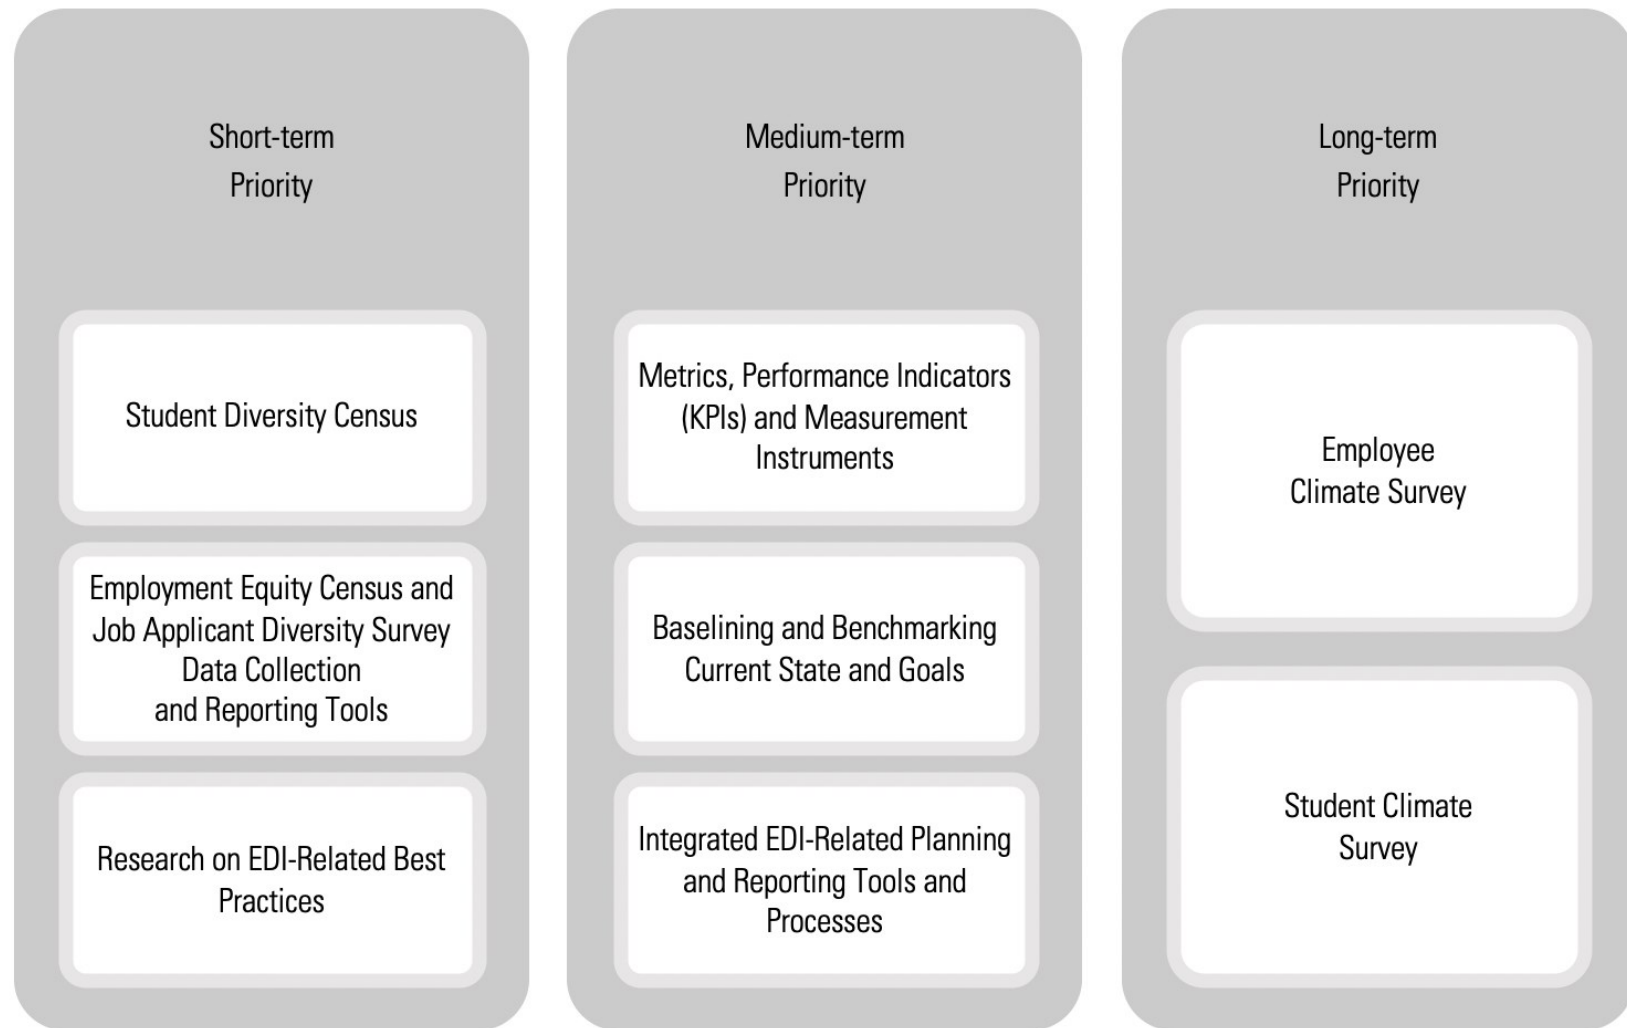 Short-term
Priority
Student Diversity Census
Employment Equity Census and
Job Applicant Diversity Survey
Data Collection
and Reporting Tools
Research on EDI-Related Best
Practices
Medium-term
Priority
Metrics, Performance Indicators
(KPIs) and Measurement
Instruments
Baselining and Benchmarking
Current State and Goals
Integrated EDI-Related Planning
and Reporting Tools and
Processes
Long-term
Priority
Employee
Climate Survey
Student Climate
Survey